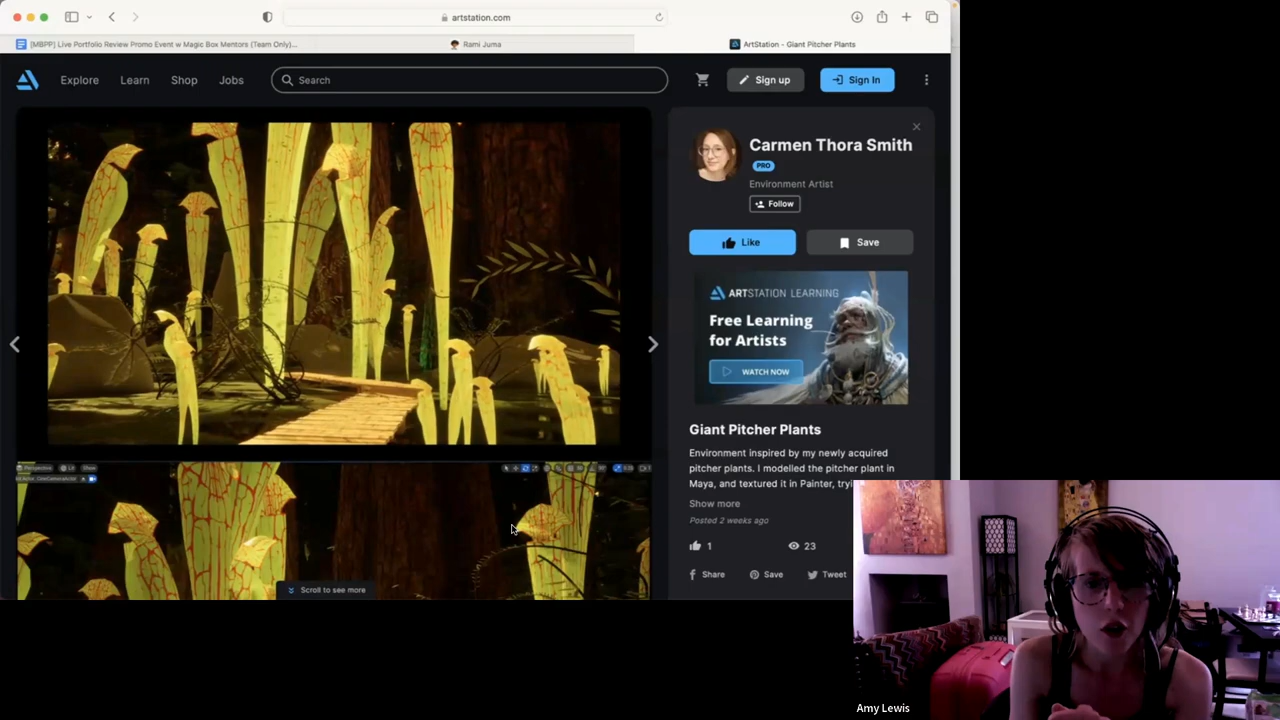 artstation.com
[MBPP] Live Portfolio Review Promo Event w Magic Box Mentors (Team Only)...
Rami Juma
ArtStation - Giant Pitcher Plants
Explore
Learn
Shop
Jobs
Search
Sign up
Sign In
Carmen Thora Smith
PRO
Environment Artist
Follow
Like
Save
ARTSTATION LEARNING
Free Learning
for Artists
WATCH NOW
Giant Pitcher Plants
Environment inspired by my newly acquired
pitcher plants. I modelled the pitcher plant in
Maya, and textured it in Painter, tryi
Show more
Posted 2 weeks ago
1
23
Share
Save
Tweet
Perspective
Lit
Show
Scroll to see more
Amy Lewis